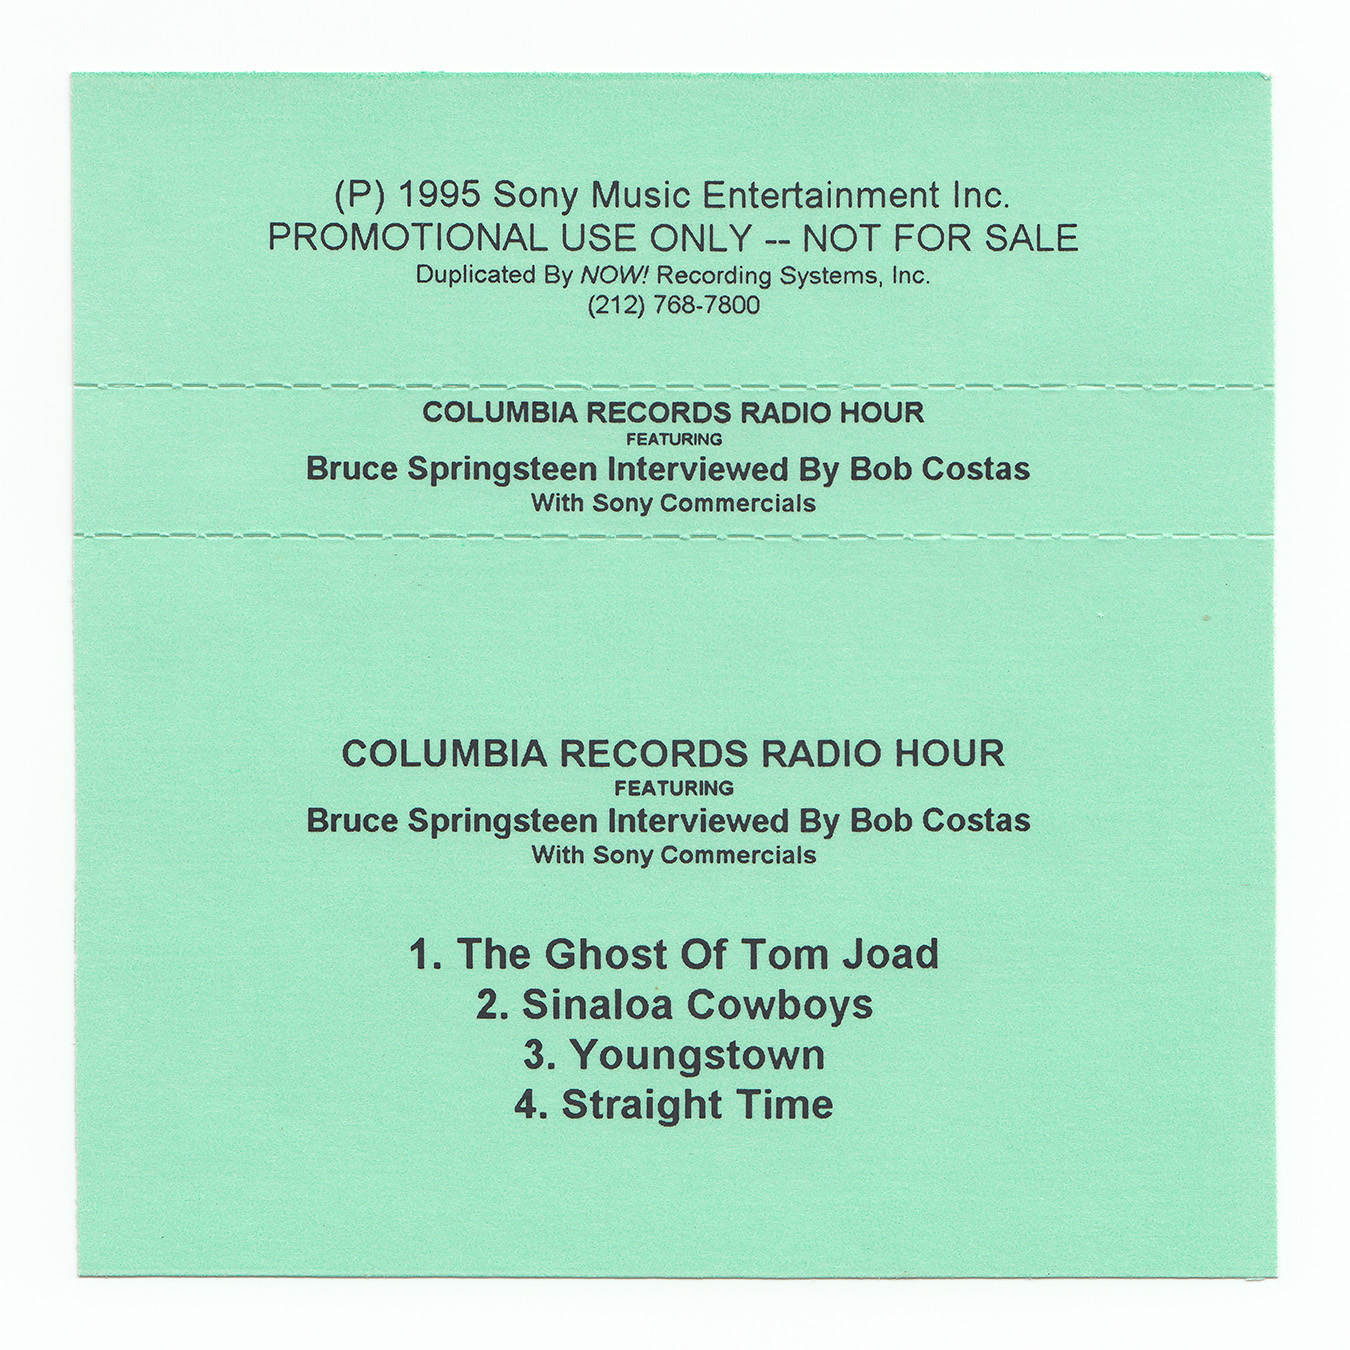 (P) 1995 Sony Music Entertainment Inc.
PROMOTIONAL USE ONLY -- NOT FOR SALE
Duplicated By NOW! Recording Systems, Inc.
(212) 768-7800
COLUMBIA RECORDS RADIO HOUR
FEATURING
Bruce Springsteen Interviewed By Bob Costas
With Sony Commercials
COLUMBIA RECORDS RADIO HOUR
FEATURING
Bruce Springsteen Interviewed By Bob Costas
With Sony Commercials
1. The Ghost Of Tom Joad
2. Sinaloa Cowboys
3. Youngstown
4. Straight Time